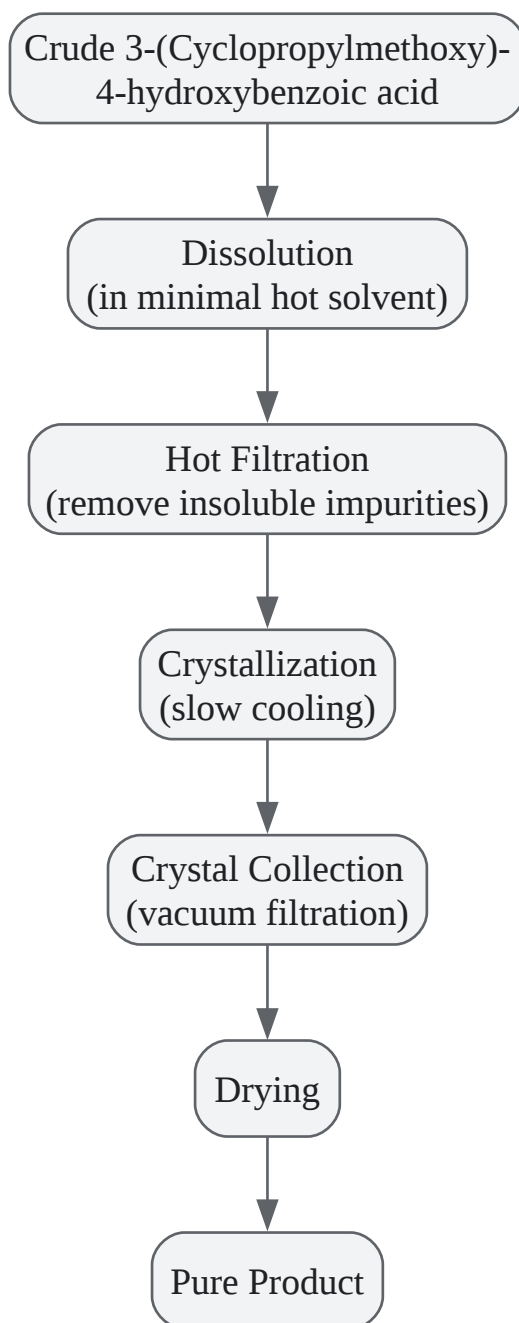 Crude 3-(Cyclopropylmethoxy)-
4-hydroxybenzoic acid
Dissolution
(in minimal hot solvent)
Hot Filtration
(remove insoluble impurities)
Crystallization
(slow cooling)
Crystal Collection
(vacuum filtration)
Drying
Pure Product